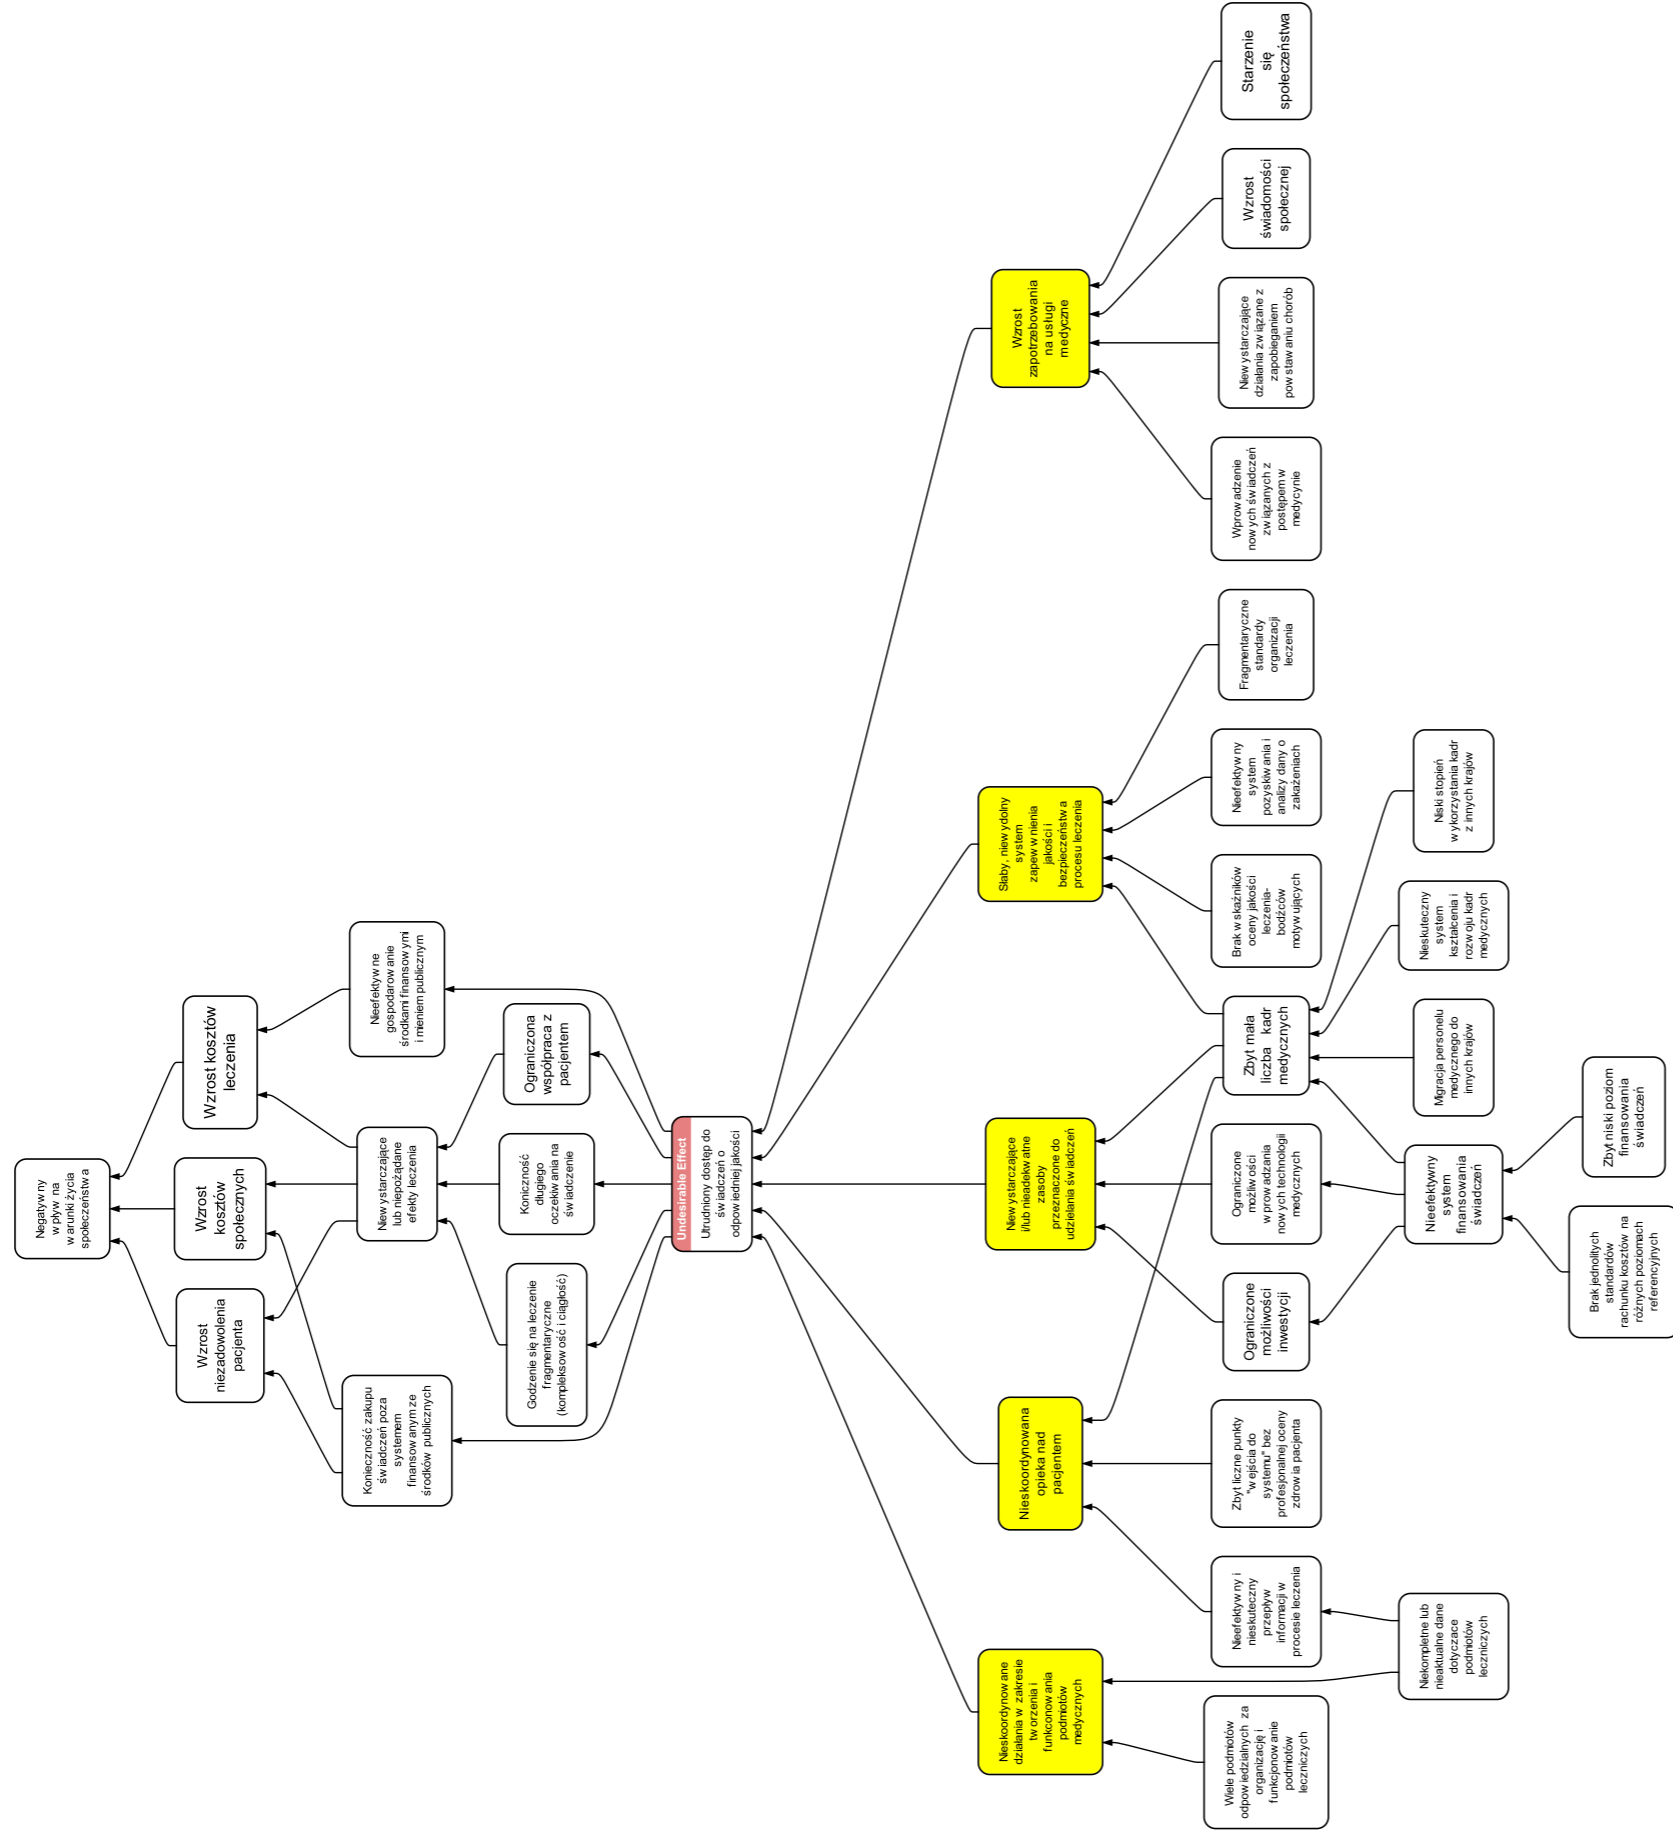 Negatywny
wpływ na
warunki życia
społeczeństwa
Wzrost
niezadowolenia
pacjenta
Wzrost
kosztów
społecznych
Wzrost kosztów
leczenia
Konieczność zakupu
świadczeń poza
systemem
finansowanym ze
środków publicznych
Niewystarczające
lub niepożądane
efekty leczenia
Nieefektywne
gospodarowanie
środkami finansowymi
i mieniem publicznym
Godzenie się na leczenie
fragmentaryczne
(kompleksowość i ciągłość)
Koniczność
długiego
oczekiwania na
świadczenie
Ograniczona
współpraca z
pacjentem
Undesirable Effect
Utrudniony dostęp do
świadczeń o
odpowiedniej jakości
Nieskoordynowane
działania w zakresie
tworzenia i
funkconowania
podmiotów
medycznych
Nieskoordynowana
opieka nad
pacjentem
Niewystarczające
i/lub nieadekwatne
zasoby
przeznaczone do
udzielania świadczeń
Słaby, niewydolny
system
zapewwnienia
jakości i
bezpieczeństwa
procesu leczenia
Wzrost
zapotrzebowania
na usługi
medyczne
Wiele podmiotów
odpowiedzialnych za
organizację i
funkcjonowanie
podmiotów
leczniczych
Nieefektywny i
nieskuteczny
przepływ
informacji w
procesie leczenia
Zbyt liczne punkty
"wejścia do
systemu" bez
profesjonalnej oceny
zdrowia pacjenta
Ograniczone
możliwości
inwestycji
Ograniczone
możliwości
wprowadzania
nowych technologii
medycznych
Zbyt mała
liczba kadr
medycznych
Brak wskaźników
oceny jakości
leczenia-
bodźców
motywujących
Nieefektywny
system
pozyskiwania i
analizy dany o
zakażeniach
Fragmentaryczne
standardy
organizacji
leczenia
Wprowadzenie
nowych świadczeń
związanych z
postępem w
medycynie
Niewystarczające
działania związane z
zapobieganiem
powstawaniu chorób
Wzrost
świadomości
społecznej
Starzenie
się
społeczeństwa
Niekompletne lub
nieaktualne dane
dotyczace
podmiotów
leczniczych
Nieefektywny
system
finansowania
świadczeń
Migracja personelu
medycznego do
innych krajów
Nieskuteczny
system
kształcenia i
rozwoju kadr
medycznych
Niski stopień
wykorzystania kadr
z innych krajów
Brak jednolitych
standardów
rachunku kosztów na
różnych poziomach
referencyjnych
Zbyt niski poziom
finansowania
świadczeń